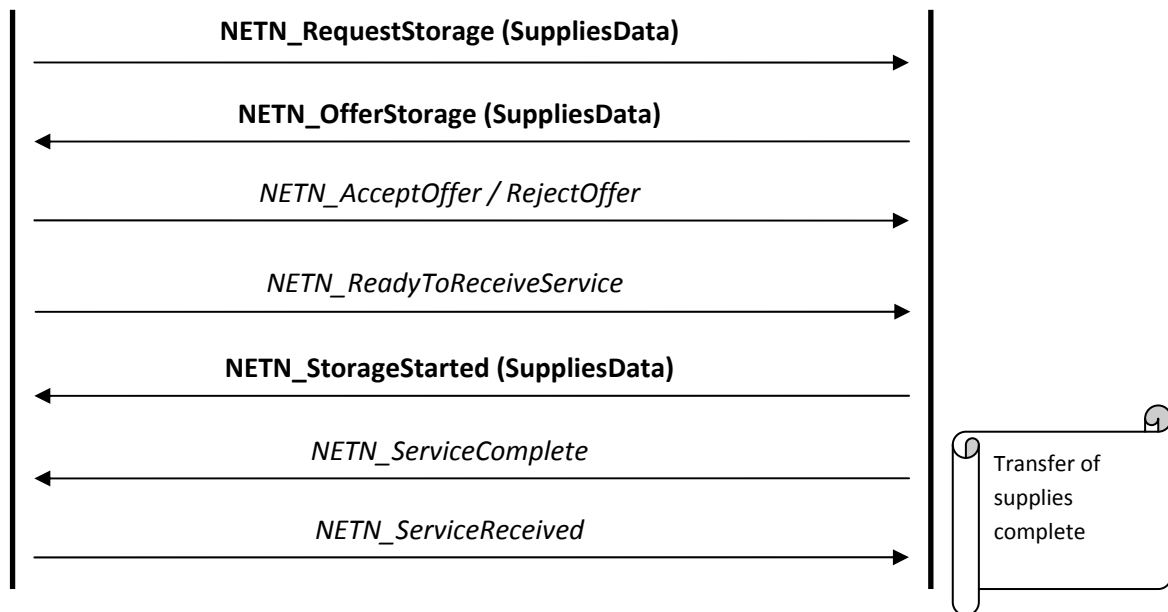 NETN_RequestStorage (SuppliesData)
NETN_OfferStorage (SuppliesData)
NETN_AcceptOffer / RejectOffer
NETN_ReadyToReceiveService
NETN_StorageStarted (SuppliesData)
NETN_ServiceComplete
NETN_ServiceReceived
Transfer of
supplies
complete